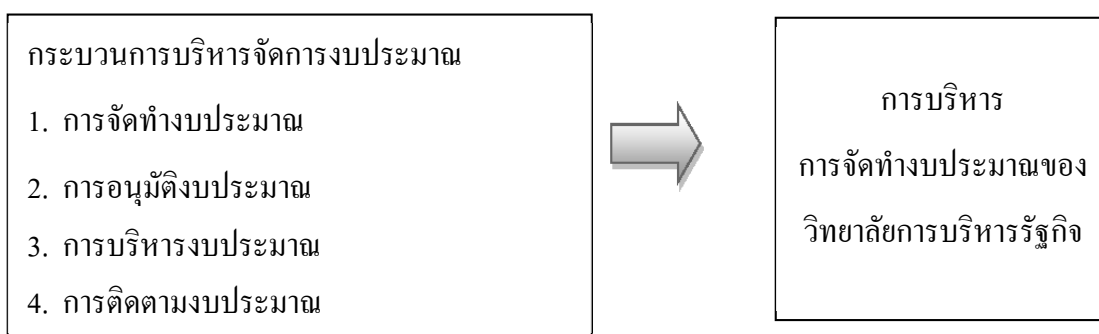 กระบวนการบริหารจัดการงบประมาณ
1. การจัดทำงบประมาณ
2. การอนุมัติงบประมาณ
3. การบริหารงบประมาณ
4. การติดตามงบประมาณ
การบริหาร
การจัดทำงบประมาณของ
วิทยาลัยการบริหารรัฐกิจ